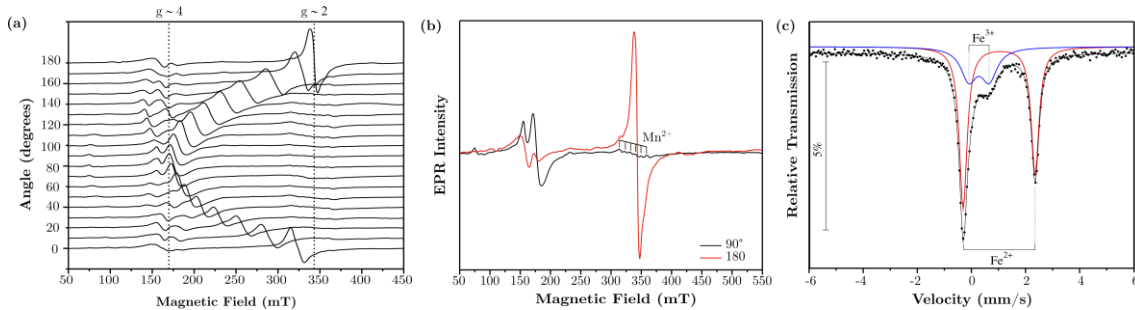 (a)
g ~ 4
g ~ 2
Angle (degrees)
180
160
140
120
100
80
60
40
20
0
50 100 150 200 250 300 350 400 450
Magnetic Field (mT)
(b)
EPR Intensity
Mn2+
90°
180
50 100 150 200 250 300 350 400 450 500 550
Magnetic Field (mT)
(c)
Relative Transmission
Fe3+
5%
Fe2+
-6 -4 -2 0 2 4 6
Velocity (mm/s)